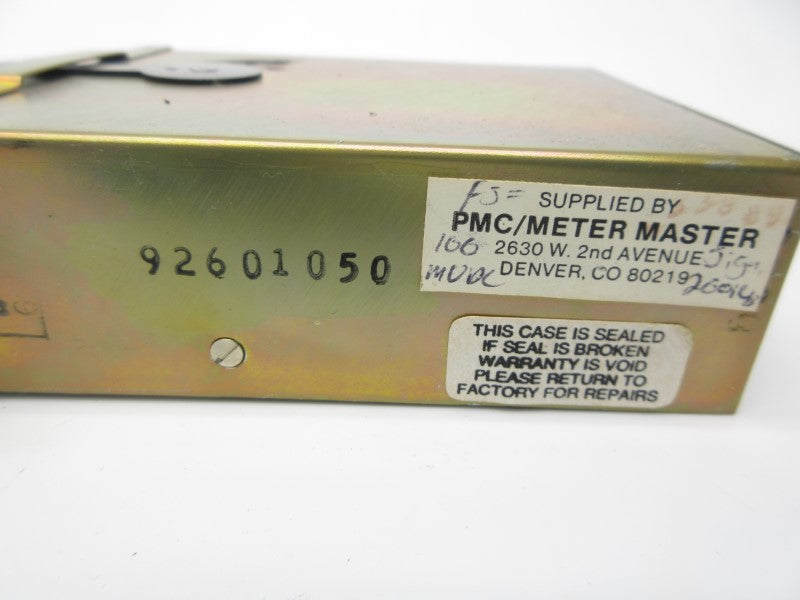 92601050
FS=
SUPPLIED BY
PMC/METER MASTER
100 2630 W. 2nd AVENUE
MVDC DENVER, CO 80219
THIS CASE IS SEALED
IF SEAL IS BROKEN
WARRANTY IS VOID
PLEASE RETURN TO
FACTORY FOR REPAIRS